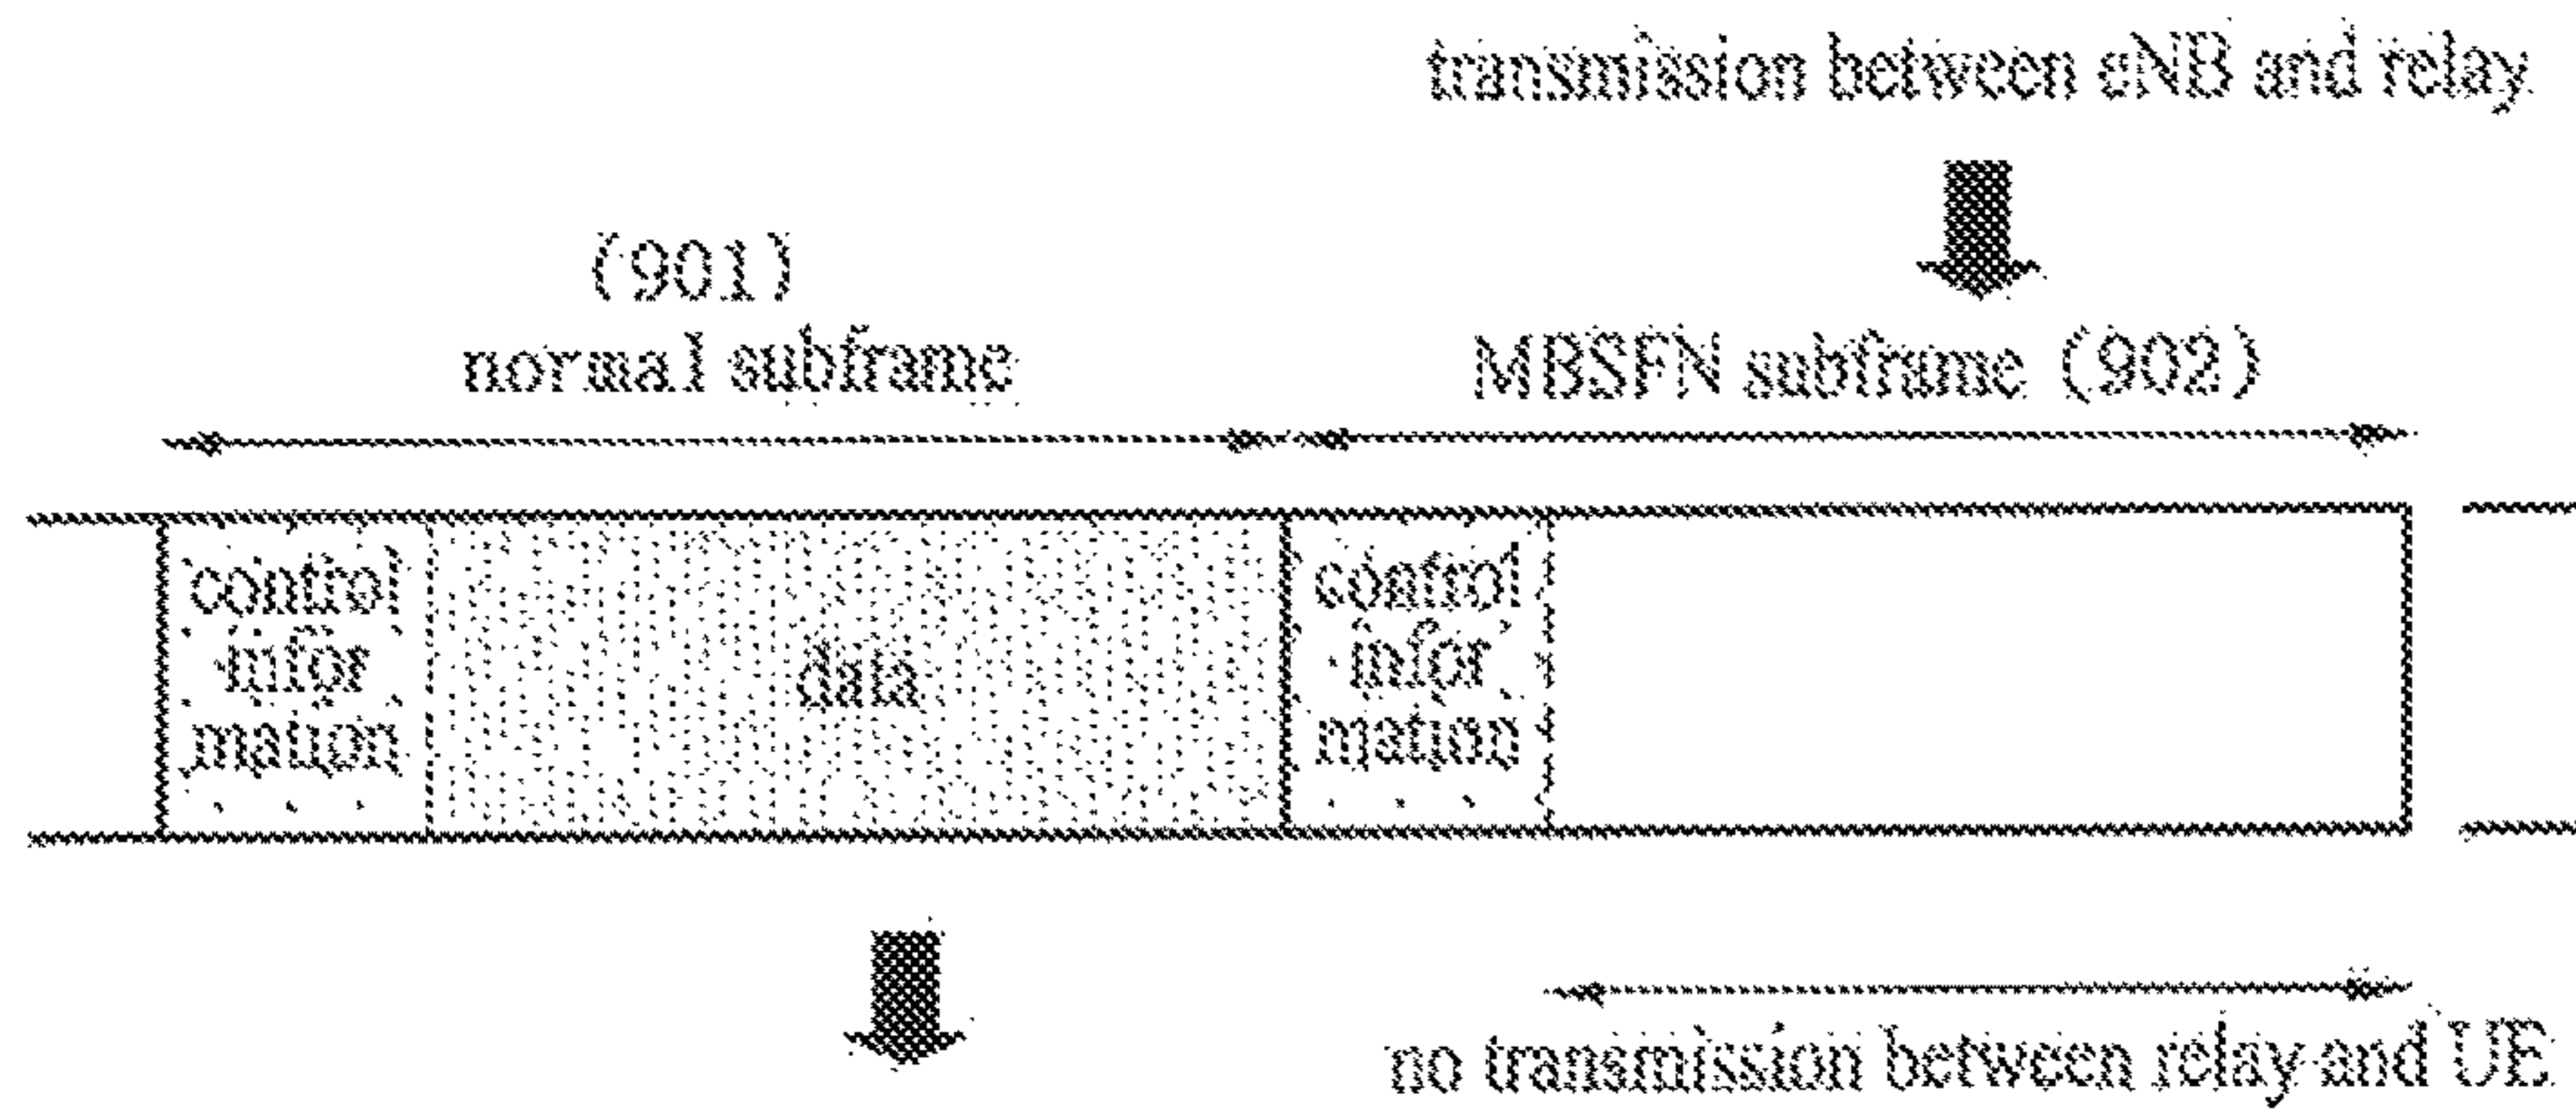 transmission between eNB and relay
(901)
normal subframe
MBSFN subframe (902)
control
infor
mation
data
control
infor
mation
no transmission between relay and UE